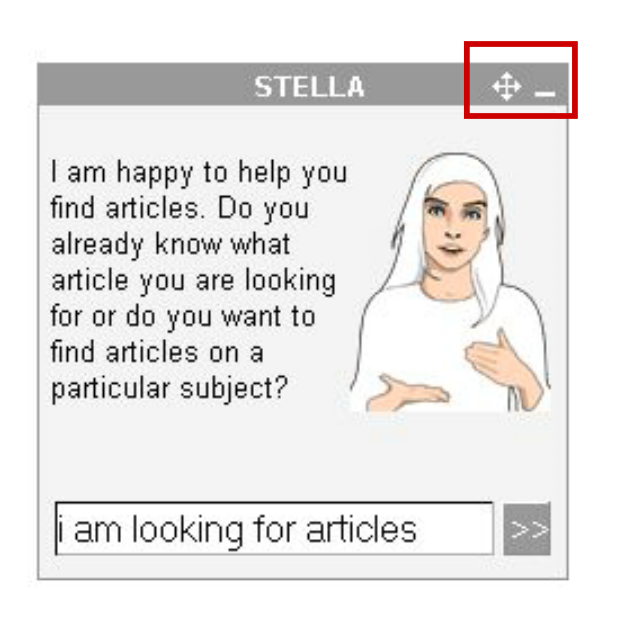 STELLA
I am happy to help you
find articles. Do you
already know what
article you are looking
for or do you want to
find articles on a
particular subject?
i am looking for articles
>>